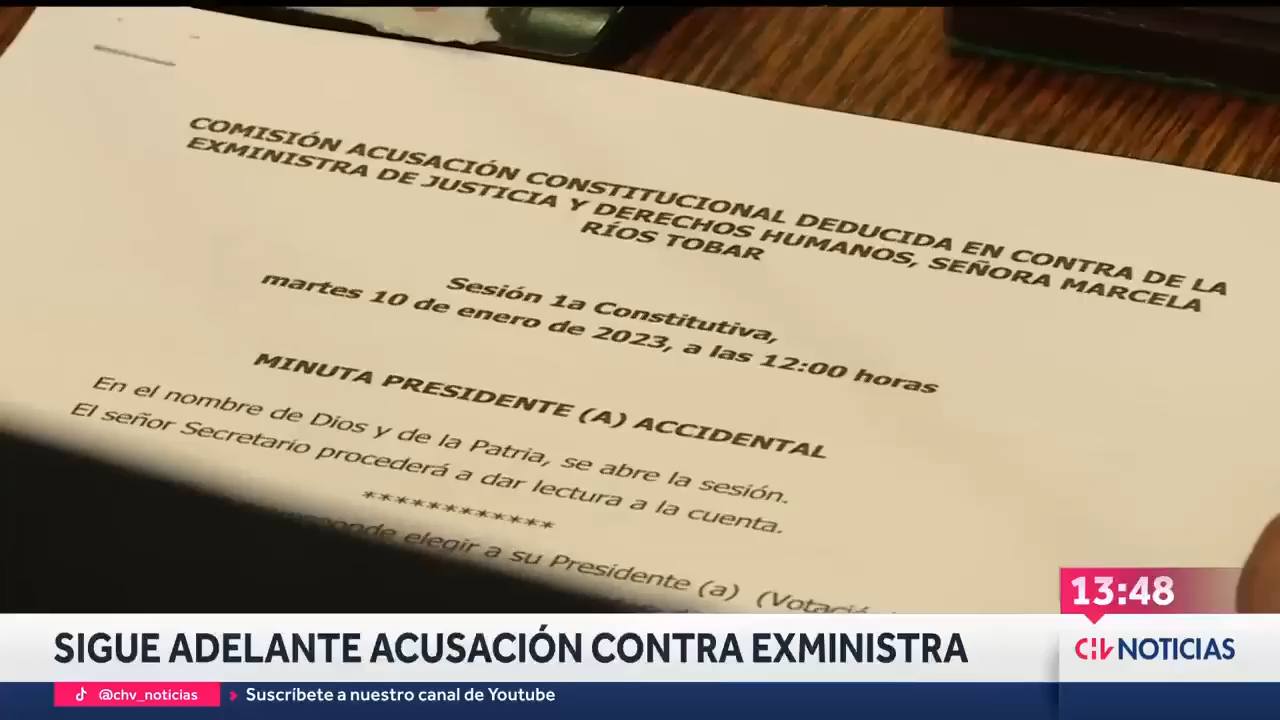 COMISIÓN ACUSACIÓN CONSTITUCIONAL DEDUCIDA EN CONTRA DE LA
EXMINISTRA DE JUSTICIA Y DERECHOS HUMANOS, SEÑORA MARCELA
RÍOS TOBAR
Sesión 1a Constitutiva,
martes 10 de enero de 2023, a las 12:00 horas
MINUTA PRESIDENTE (A) ACCIDENTAL
En el nombre de Dios y de la Patria, se abre la sesión.
El señor Secretario procederá a dar lectura a la cuenta.
************
elegir a su Presidente (a)
13:48
SIGUE ADELANTE ACUSACIÓN CONTRA EXMINISTRA
CHV NOTICIAS
@chv_noticias
Suscríbete a nuestro canal de Youtube